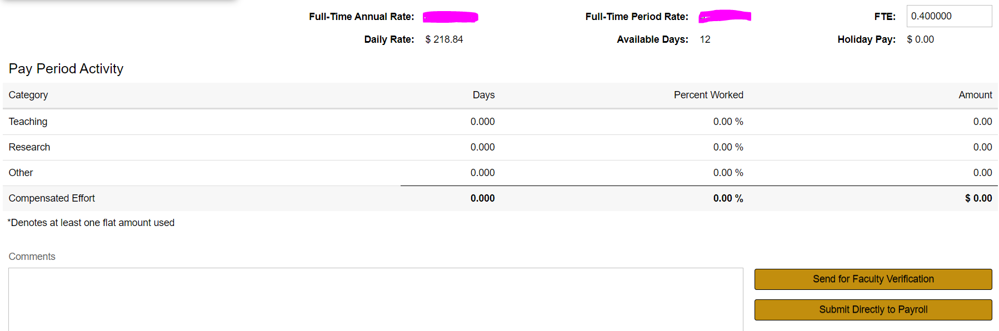 Full-Time Annual Rate: Full-Time Period Rate: FTE: 0.400000
Daily Rate: $ 218.84 Available Days: 12 Holiday Pay: $ 0.00
Pay Period Activity
Category Days Percent Worked Amount
Teaching 0.000 0.00 % 0.00
Research 0.000 0.00 % 0.00
Other 0.000 0.00 % 0.00
Compensated Effort 0.000 0.00 % $ 0.00
*Denotes at least one flat amount used
Comments
Send for Faculty Verification
Submit Directly to Payroll